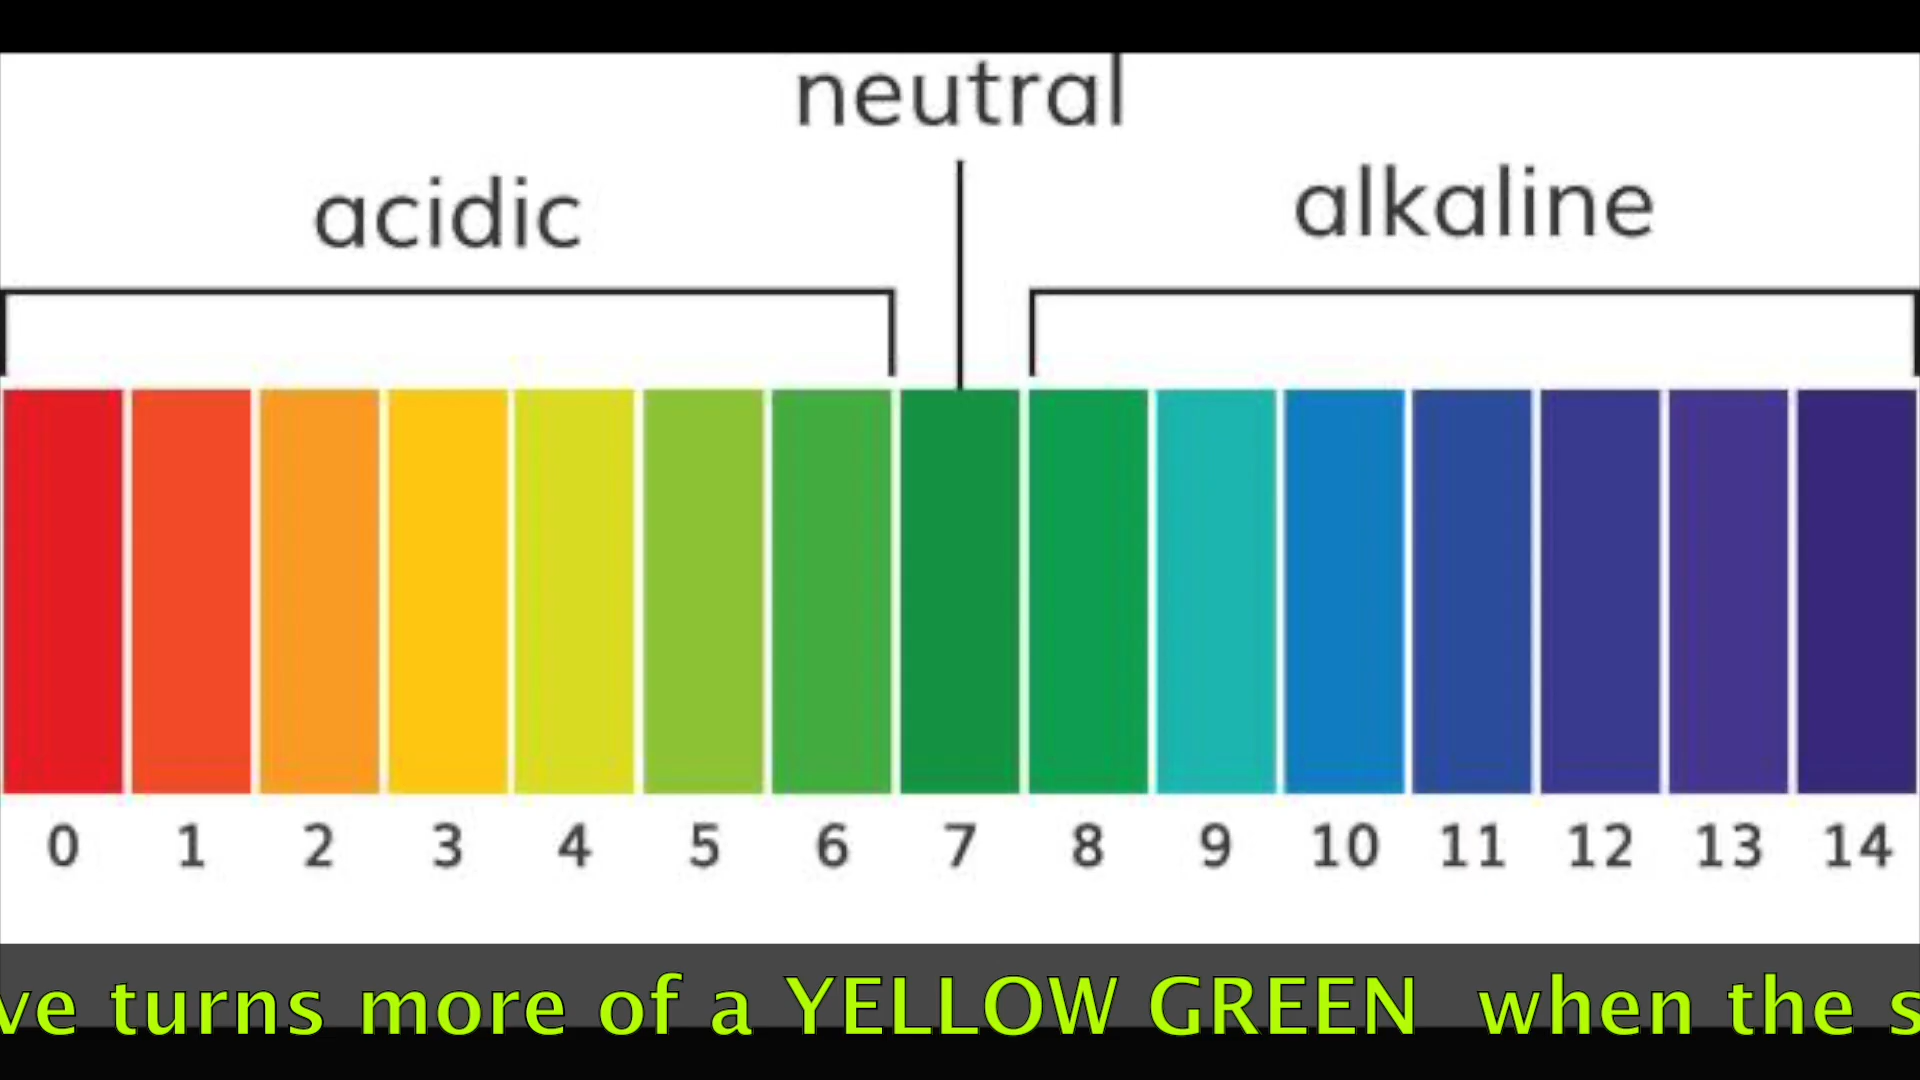 neutral
acidic alkaline
0 1 2 3 4 5 6 7 8 9 10 11 12 13 14
ve turns more of a YELLOW GREEN when the s